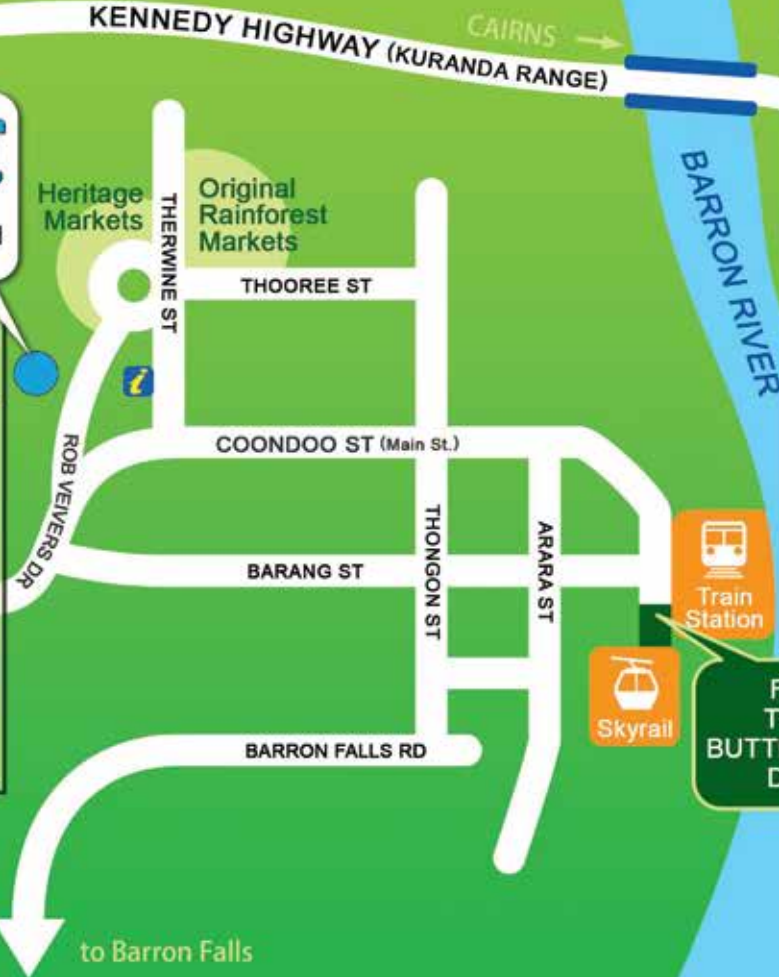 KENNEDY HIGHWAY (KURANDA RANGE)
CAIRNS
BARRON RIVER
Heritage
Markets
THERWINE ST
Original
Rainforest
Markets
THOOREE ST
i
ROB VEIVERS DR
COONDOO ST (Main St.)
BARANG ST
THONGON ST
ARARA ST
Train
Station
Skyrail
BUTT
BARRON FALLS RD
to Barron Falls